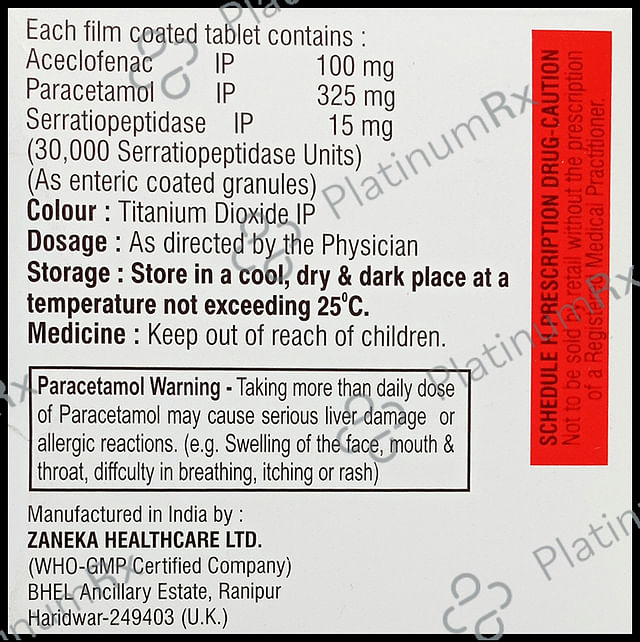 Each film coated tablet contains :
Aceclofenac IP 100 mg
Paracetamol IP 325 mg
Serratiopeptidase IP 15 mg
(30,000 Serratiopeptidase Units)
(As enteric coated granules)
Colour : Titanium Dioxide IP
Dosage : As directed by the Physician
Storage : Store in a cool, dry & dark place at a
temperature not exceeding 25⁰C.
Medicine : Keep out of reach of children.
Paracetamol Warning - Taking more than daily dose
of Paracetamol may cause serious liver damage or
allergic reactions. (e.g. Swelling of the face, mouth &
throat, diffculty in breathing, itching or rash)
Manufactured in India by :
ZANEKA HEALTHCARE LTD.
(WHO-GMP Certified Company)
BHEL Ancillary Estate, Ranipur
Haridwar-249403 (U.K.)
SCHEDULE H PRESCRIPTION DRUG-CAUTION
Not to be sold by retail without the prescription
of a Registered Medical Practitioner.
PlatinumRx
PlatinumRx
PlatinumRx
PlatinumRx
Platinu
Rx